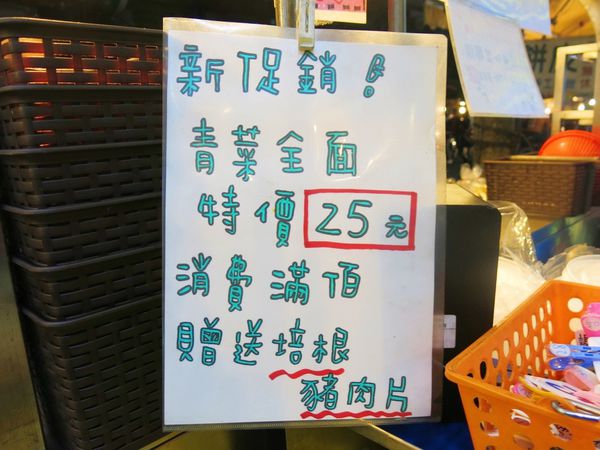 新促銷!
青菜全面
特價25元
消費滿佰
贈送培根
豬肉片